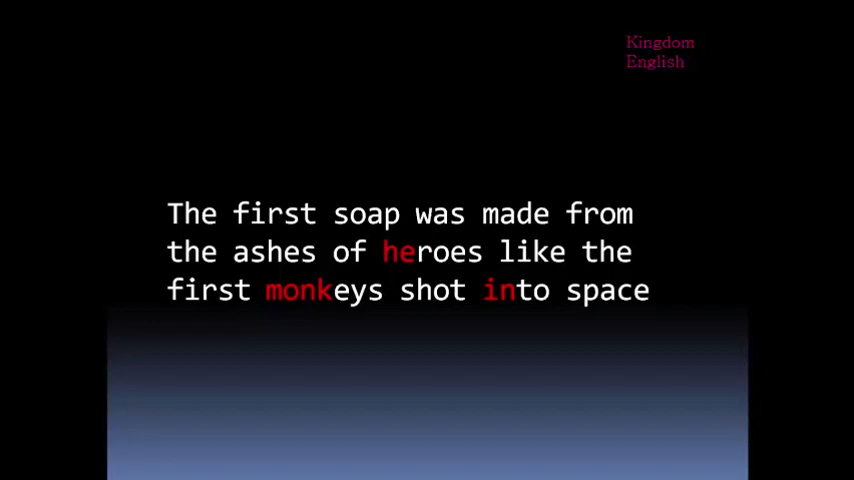 Kingdom
English
The first soap was made from
the ashes of heroes like the
first monkeys shot into space